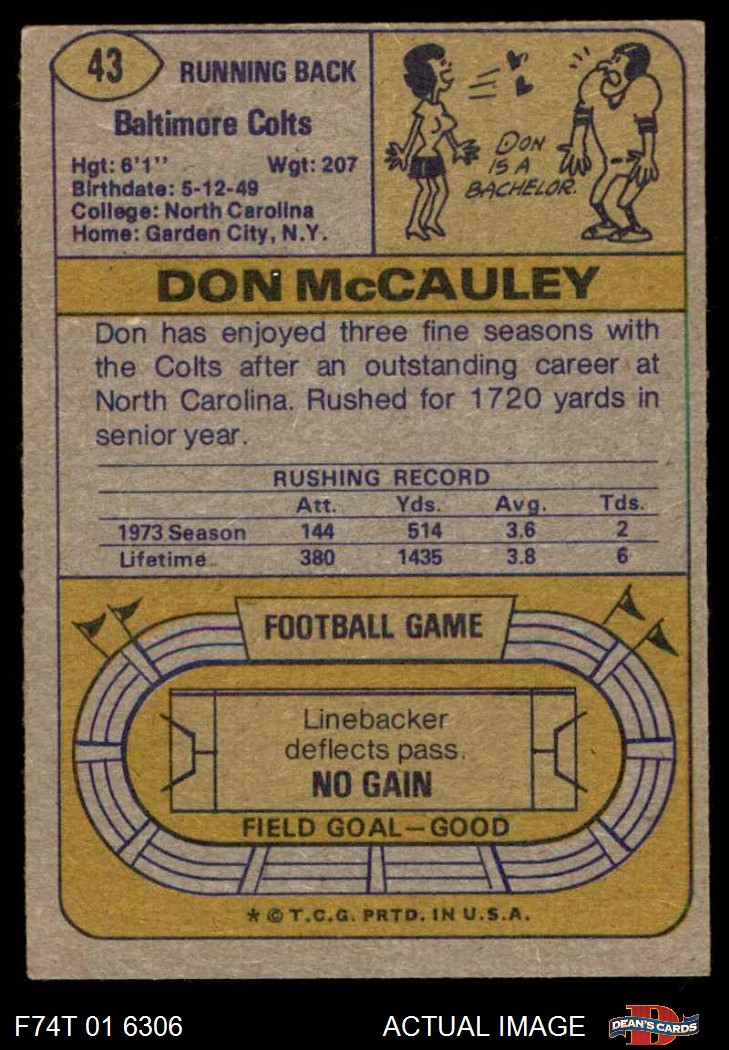 43
RUNNING BACK
Baltimore Colts
Hgt: 6'1" Wgt: 207
Birthdate: 5-12-49
College: North Carolina
Home: Garden City, N.Y.
DON
IS A
BACHELOR.
DON McCAULEY
Don has enjoyed three fine seasons with
the Colts after an outstanding career at
North Carolina. Rushed for 1720 yards in
senior year.
RUSHING RECORD
Att. Yds. Avg. Tds.
1973 Season 144 514 3.6 2
Lifetime 380 1435 3.8 6
FOOTBALL GAME
Linebacker
deflects pass.
NO GAIN
FIELD GOAL—GOOD
* © T.C.G. PRTD. IN U.S.A.
F74T 01 6306 ACTUAL IMAGE D DEAN'S CARDS